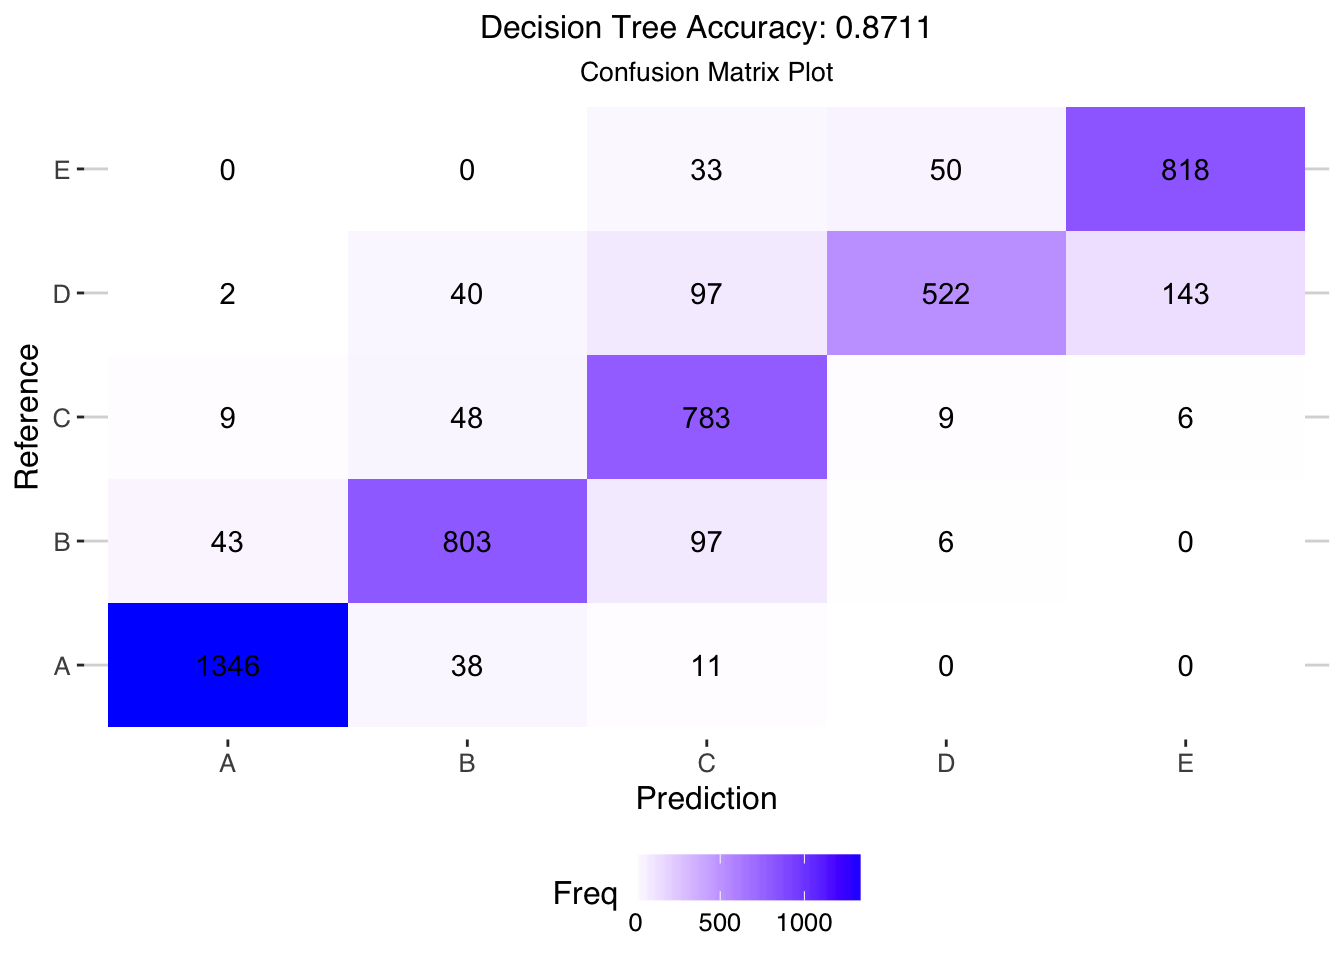 Decision Tree Accuracy: 0.8711
Confusion Matrix Plot
E 0 0 33 50 818
D 2 40 97 522 143
Reference
C 9 48 783 9 6
B 43 803 97 6 0
A 1346 38 11 0 0
A B C D E
Prediction
Freq
0 500 1000